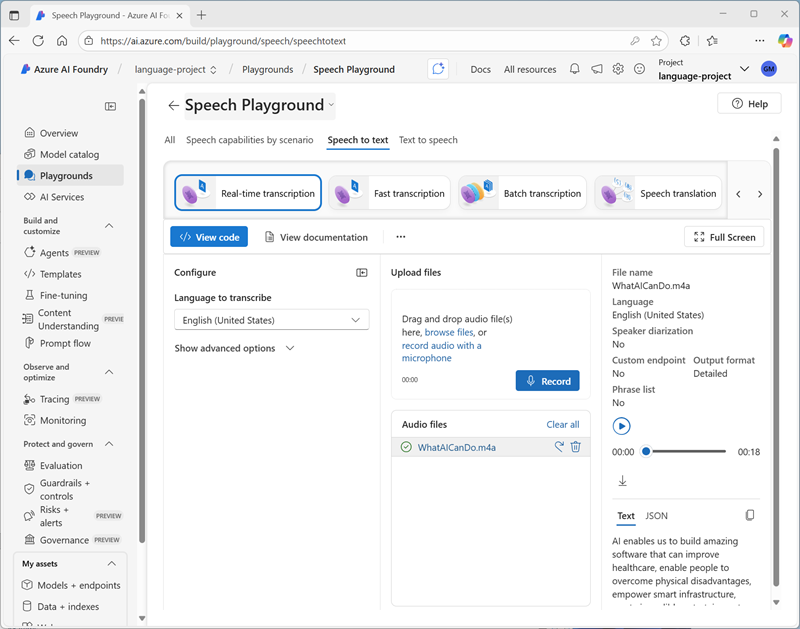 Speech Playground - Azure AI Fo
https://ai.azure.com/build/playground/speech/speechtotext
Azure AI Foundry / language-project / Playgrounds / Speech Playground
Docs All resources
Project
language-project
GM
Overview
Model catalog
Playgrounds
AI Services
Build and
customize
Agents PREVIEW
Templates
Fine-tuning
Content
Understanding PREVIE
Prompt flow
Observe and
optimize
Tracing PREVIEW
Monitoring
Protect and govern
Evaluation
Guardrails +
controls
Risks +
alerts PREVIEW
Governance PREVIEW
My assets
Models + endpoints
Data + indexes
Speech Playground
Help
All Speech capabilities by scenario Speech to text Text to speech
Real-time transcription Fast transcription Batch transcription Speech translation
View code View documentation ...
Full Screen
Configure
Language to transcribe
English (United States)
Show advanced options
Upload files
Drag and drop audio file(s)
here, browse files, or
record audio with a
microphone
00:00
Record
Audio files Clear all
WhatAICanDo.m4a
File name
WhatAICanDo.m4a
Language
English (United States)
Speaker diarization
No
Custom endpoint Output format
No Detailed
Phrase list
No
00:00 00:18
Text JSON
AI enables us to build amazing
software that can improve
healthcare, enable people to
overcome physical disadvantages,
empower smart infrastructure,